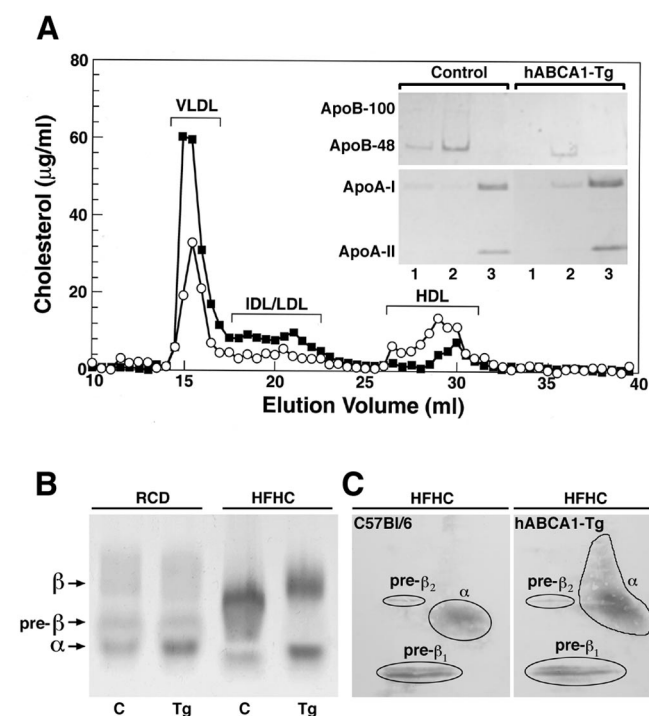 A
80
60
40
20
0
Cholesterol (μg/ml)
VLDL
IDL/LDL
HDL
Control hABCA1-Tg
ApoB-100
ApoB-48
ApoA-I
ApoA-II
1 2 3 1 2 3
10 15 20 25 30 35 40
Elution Volume (ml)
B
RCD HFHC
β
pre-β
α
C Tg C Tg
C
HFHC HFHC
C57Bl/6 hABCA1-Tg
pre-β₂ α pre-β₂ α
pre-β₁ pre-β₁